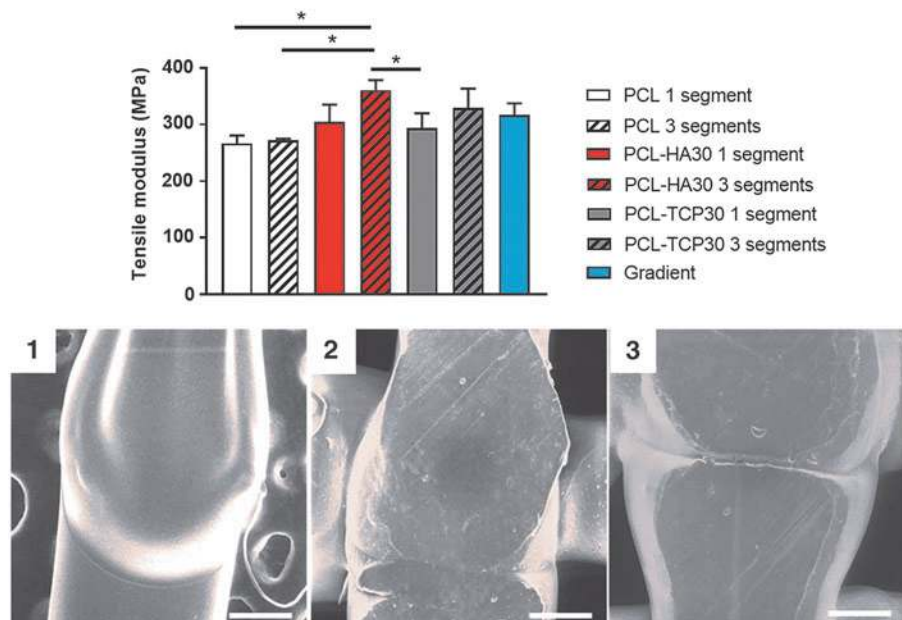 *
*
*
Tensile modulus (MPa)
400
300
200
100
0
PCL 1 segment
PCL 3 segments
PCL-HA30 1 segment
PCL-HA30 3 segments
PCL-TCP30 1 segment
PCL-TCP30 3 segments
Gradient
1
2
3